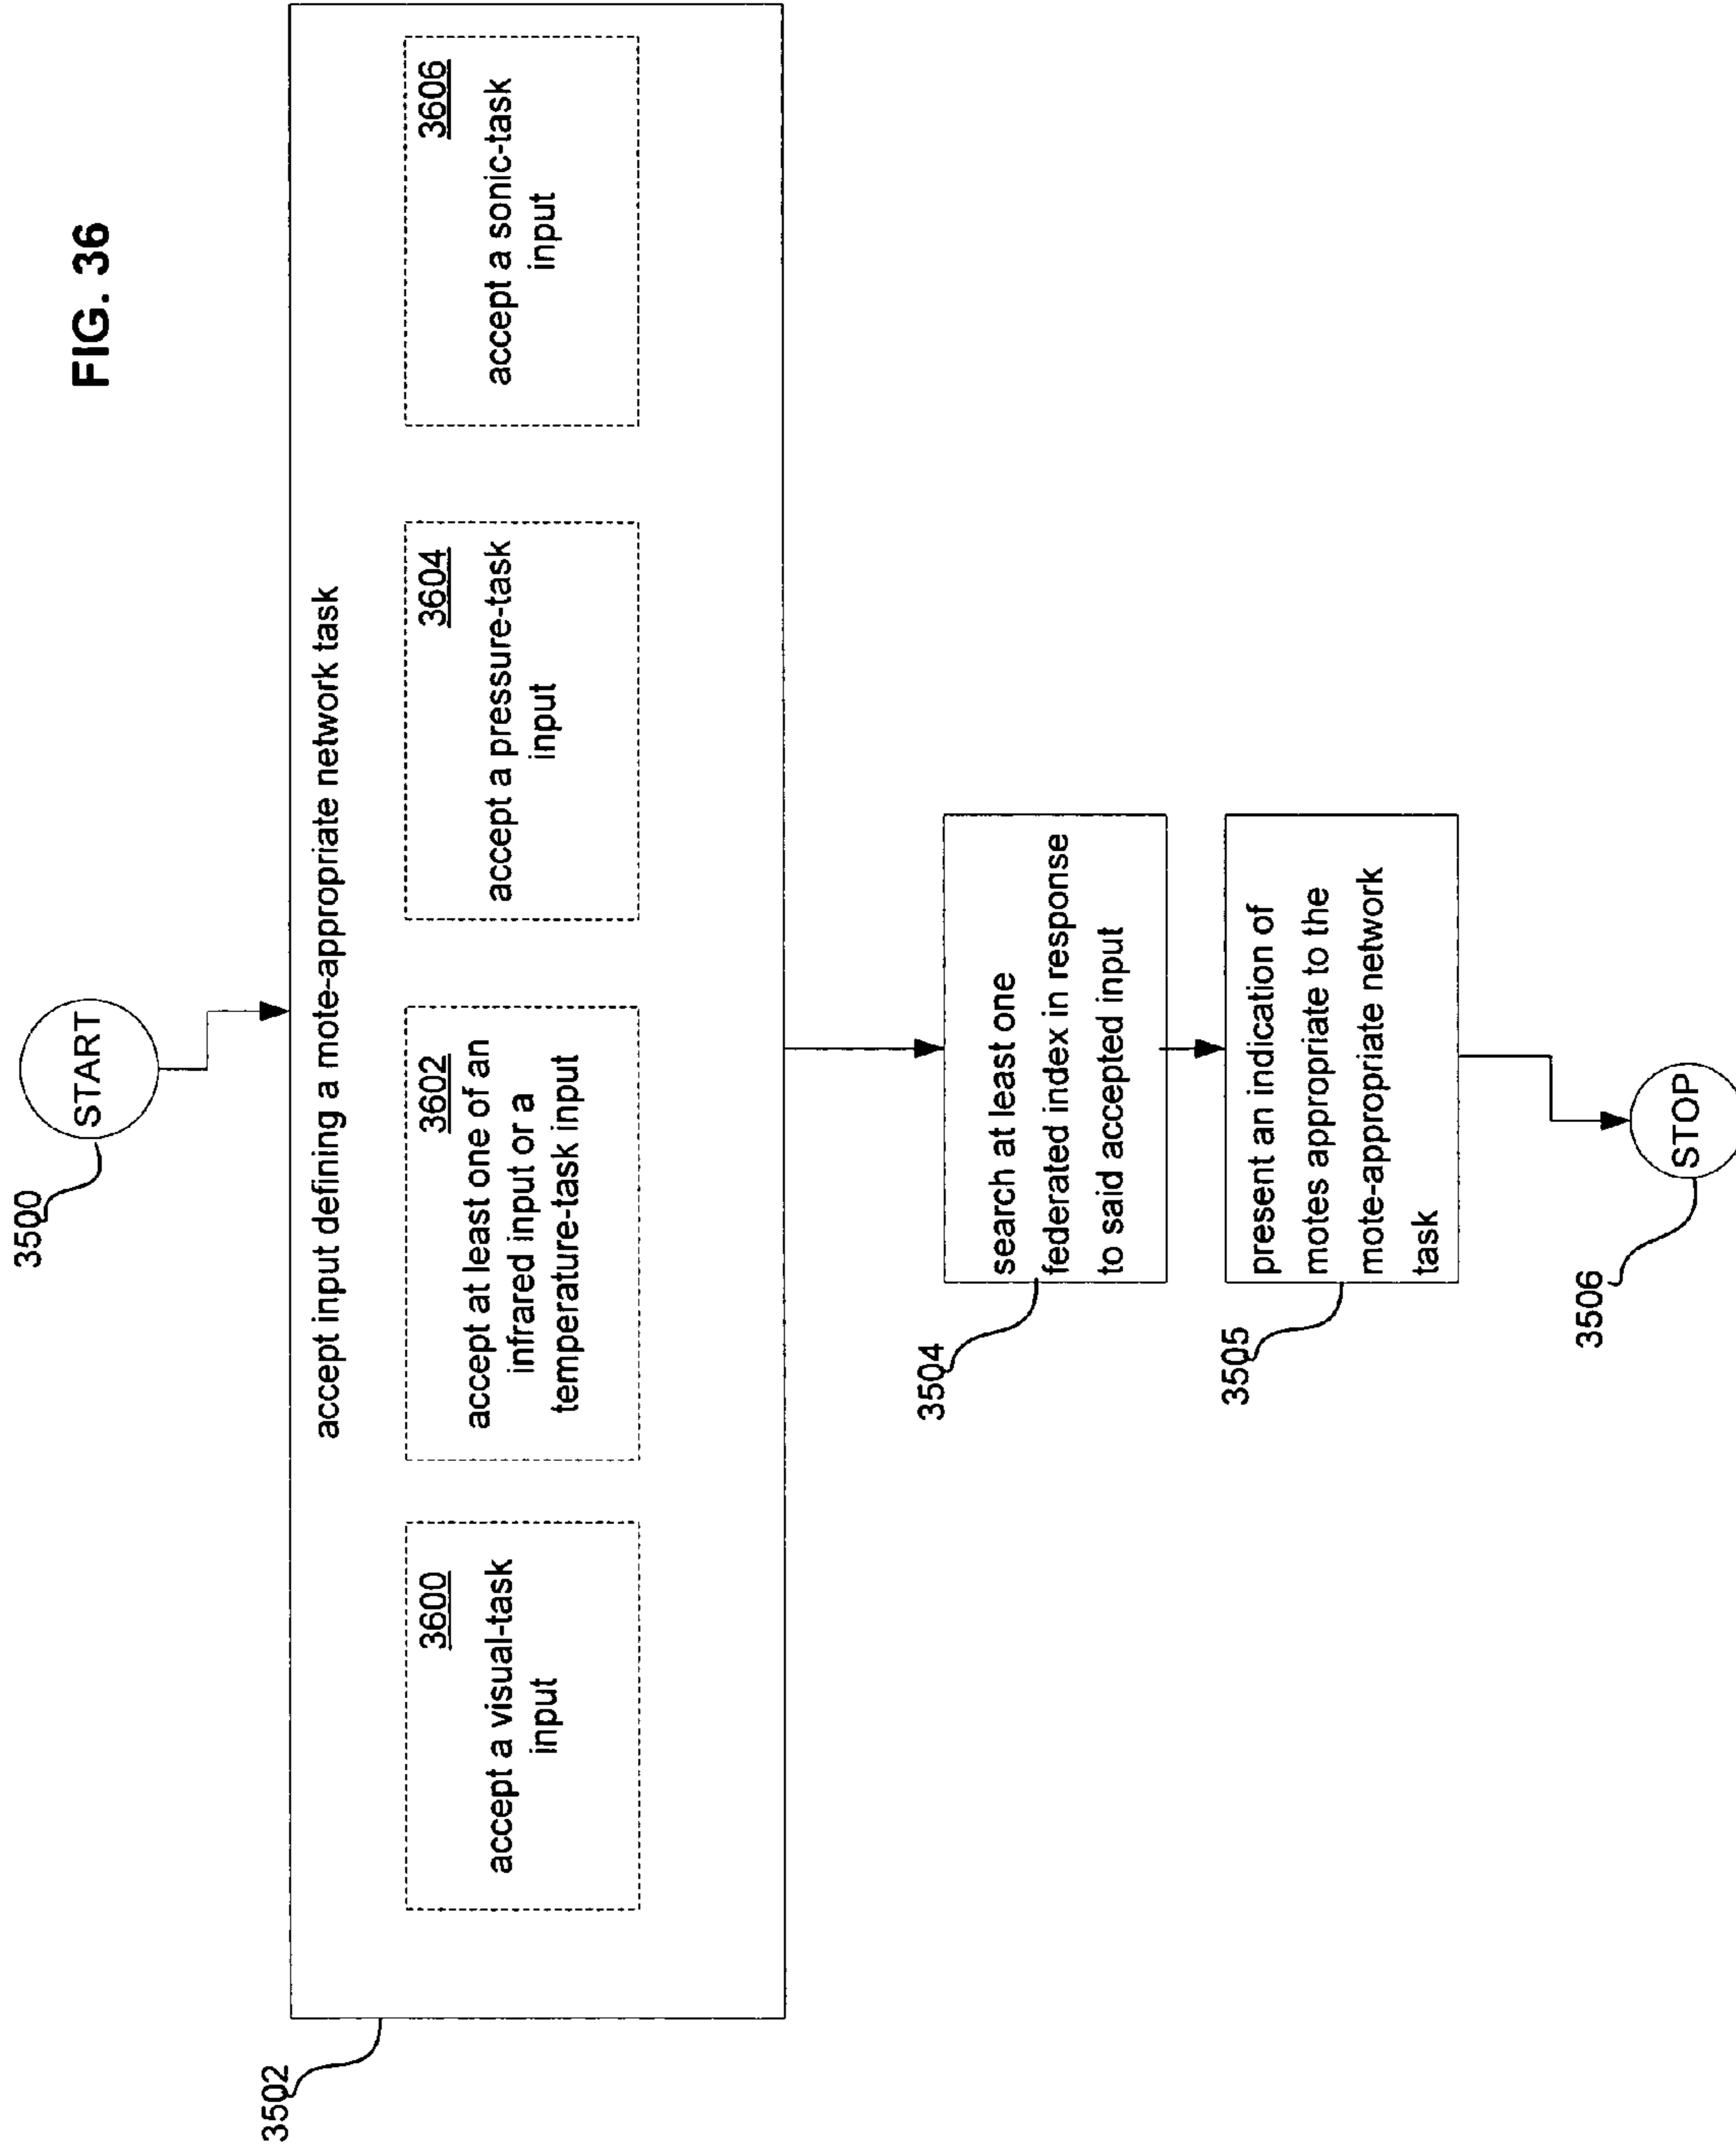 FIG. 36
3500
START
3502
accept input defining a mote-appropriate network task
3600
accept a visual-task
input
3602
accept at least one of an
infrared input or a
temperature-task input
3604
accept a pressure-task
input
3606
accept a sonic-task
input
3504
search at least one
federated index in response
to said accepted input
3505
present an indication of
motes appropriate to the
mote-appropriate network
task
3506
STOP